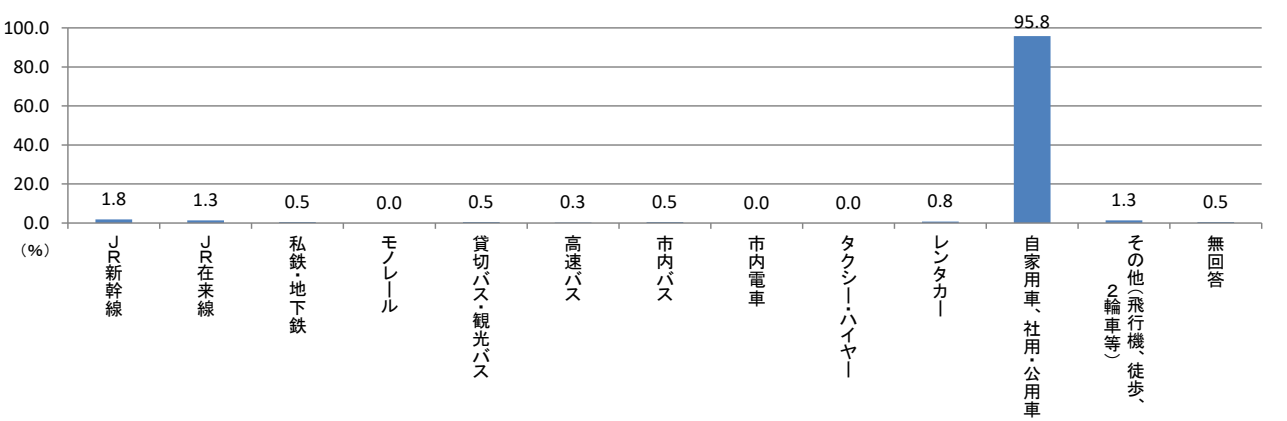 100.0
80.0
60.0
40.0
20.0
0.0
（%）
1.8
1.3
0.5
0.0
0.5
0.3
0.5
0.0
0.0
0.8
95.8
1.3
0.5
ＪＲ新幹線
ＪＲ在来線
私鉄・地下鉄
モノレール
貸切バス・観光バス
高速バス
市内バス
市内電車
タクシー・ハイヤー
レンタカー
自家用車、社用・公用車
その他（飛行機、徒歩、
２輪車等）
無回答